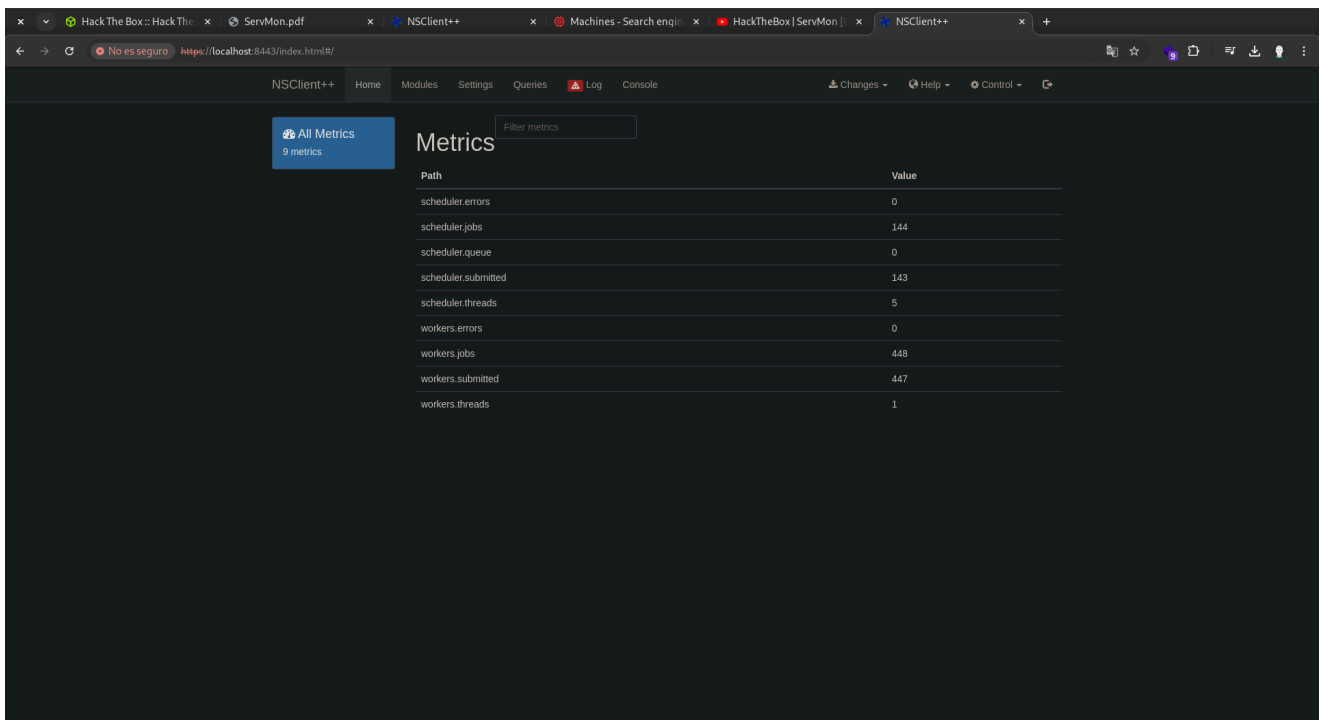 Hack The Box :: Hack The
ServMon.pdf
NSClient++
Machines - Search engin
HackTheBox | ServMon [
NSClient++
No es seguro https://localhost:8443/index.html#/
9
NSClient++ Home Modules Settings Queries Log Console Changes Help Control
All Metrics
9 metrics
Metrics
Filter metrics
Path Value
scheduler.errors 0
scheduler.jobs 144
scheduler.queue 0
scheduler.submitted 143
scheduler.threads 5
workers.errors 0
workers.jobs 448
workers.submitted 447
workers.threads 1